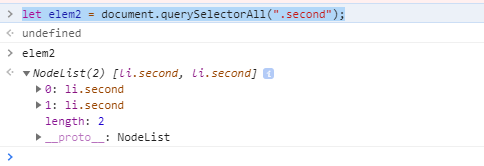 let elem2 = document.querySelectorAll(".second");
undefined
elem2
NodeList(2) [li.second, li.second] i
0: li.second
1: li.second
length: 2
__proto__: NodeList